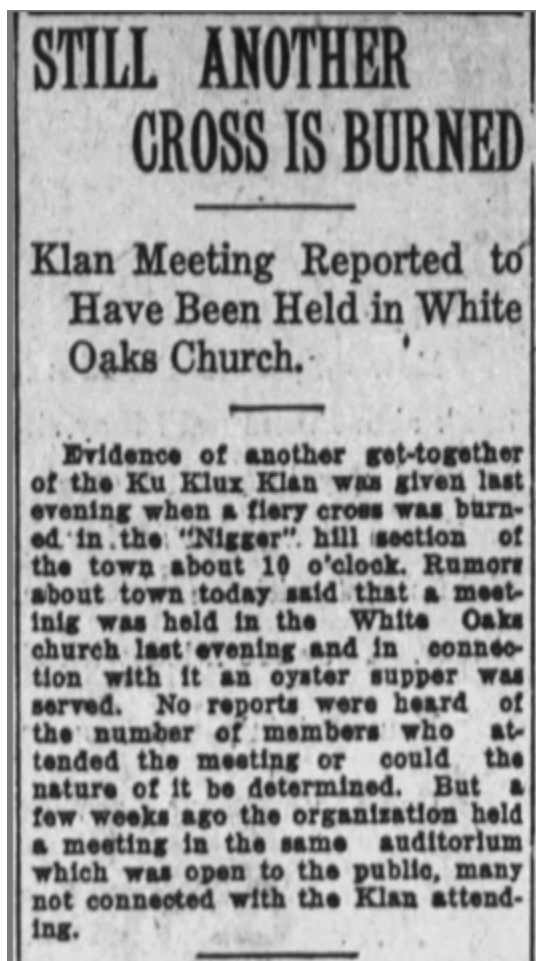 STILL ANOTHER
CROSS IS BURNED
Klan Meeting Reported to
Have Been Held in White
Oaks Church.
Evidence of another get-together
of the Ku Klux Klan was given last
evening when a fiery cross was burn-
ed in the "Nigger" hill section of
the town about 10 o'clock. Rumors
about town today said that a meet-
inig was held in the White Oaks
church last evening and in connec-
tion with it an oyster supper was
served. No reports were heard of
the number of members who at-
tended the meeting or could the
nature of it be determined. But a
few weeks ago the organization held
a meeting in the same auditorium
which was open to the public, many
not connected with the Klan attend-
ing.